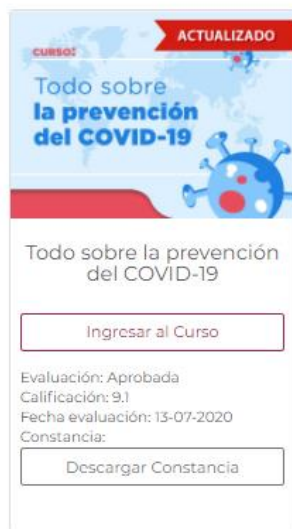 ACTUALIZADO
CURSO:
Todo sobre
la prevención
del COVID-19
Todo sobre la prevención
del COVID-19
Ingresar al Curso
Evaluación: Aprobada
Calificación: 9.1
Fecha evaluación: 13-07-2020
Constancia:
Descargar Constancia